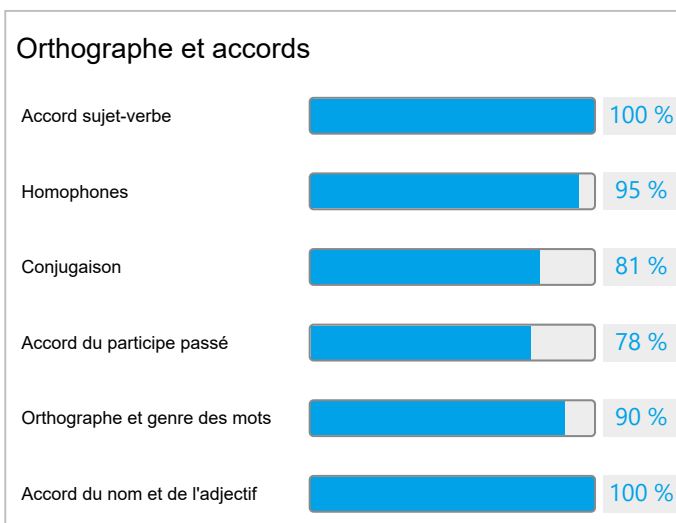 Orthographe et accords
Accord sujet-verbe 100 %
Homophones 95 %
Conjugaison 81 %
Accord du participe passé 78 %
Orthographe et genre des mots 90 %
Accord du nom et de l'adjectif 100 %